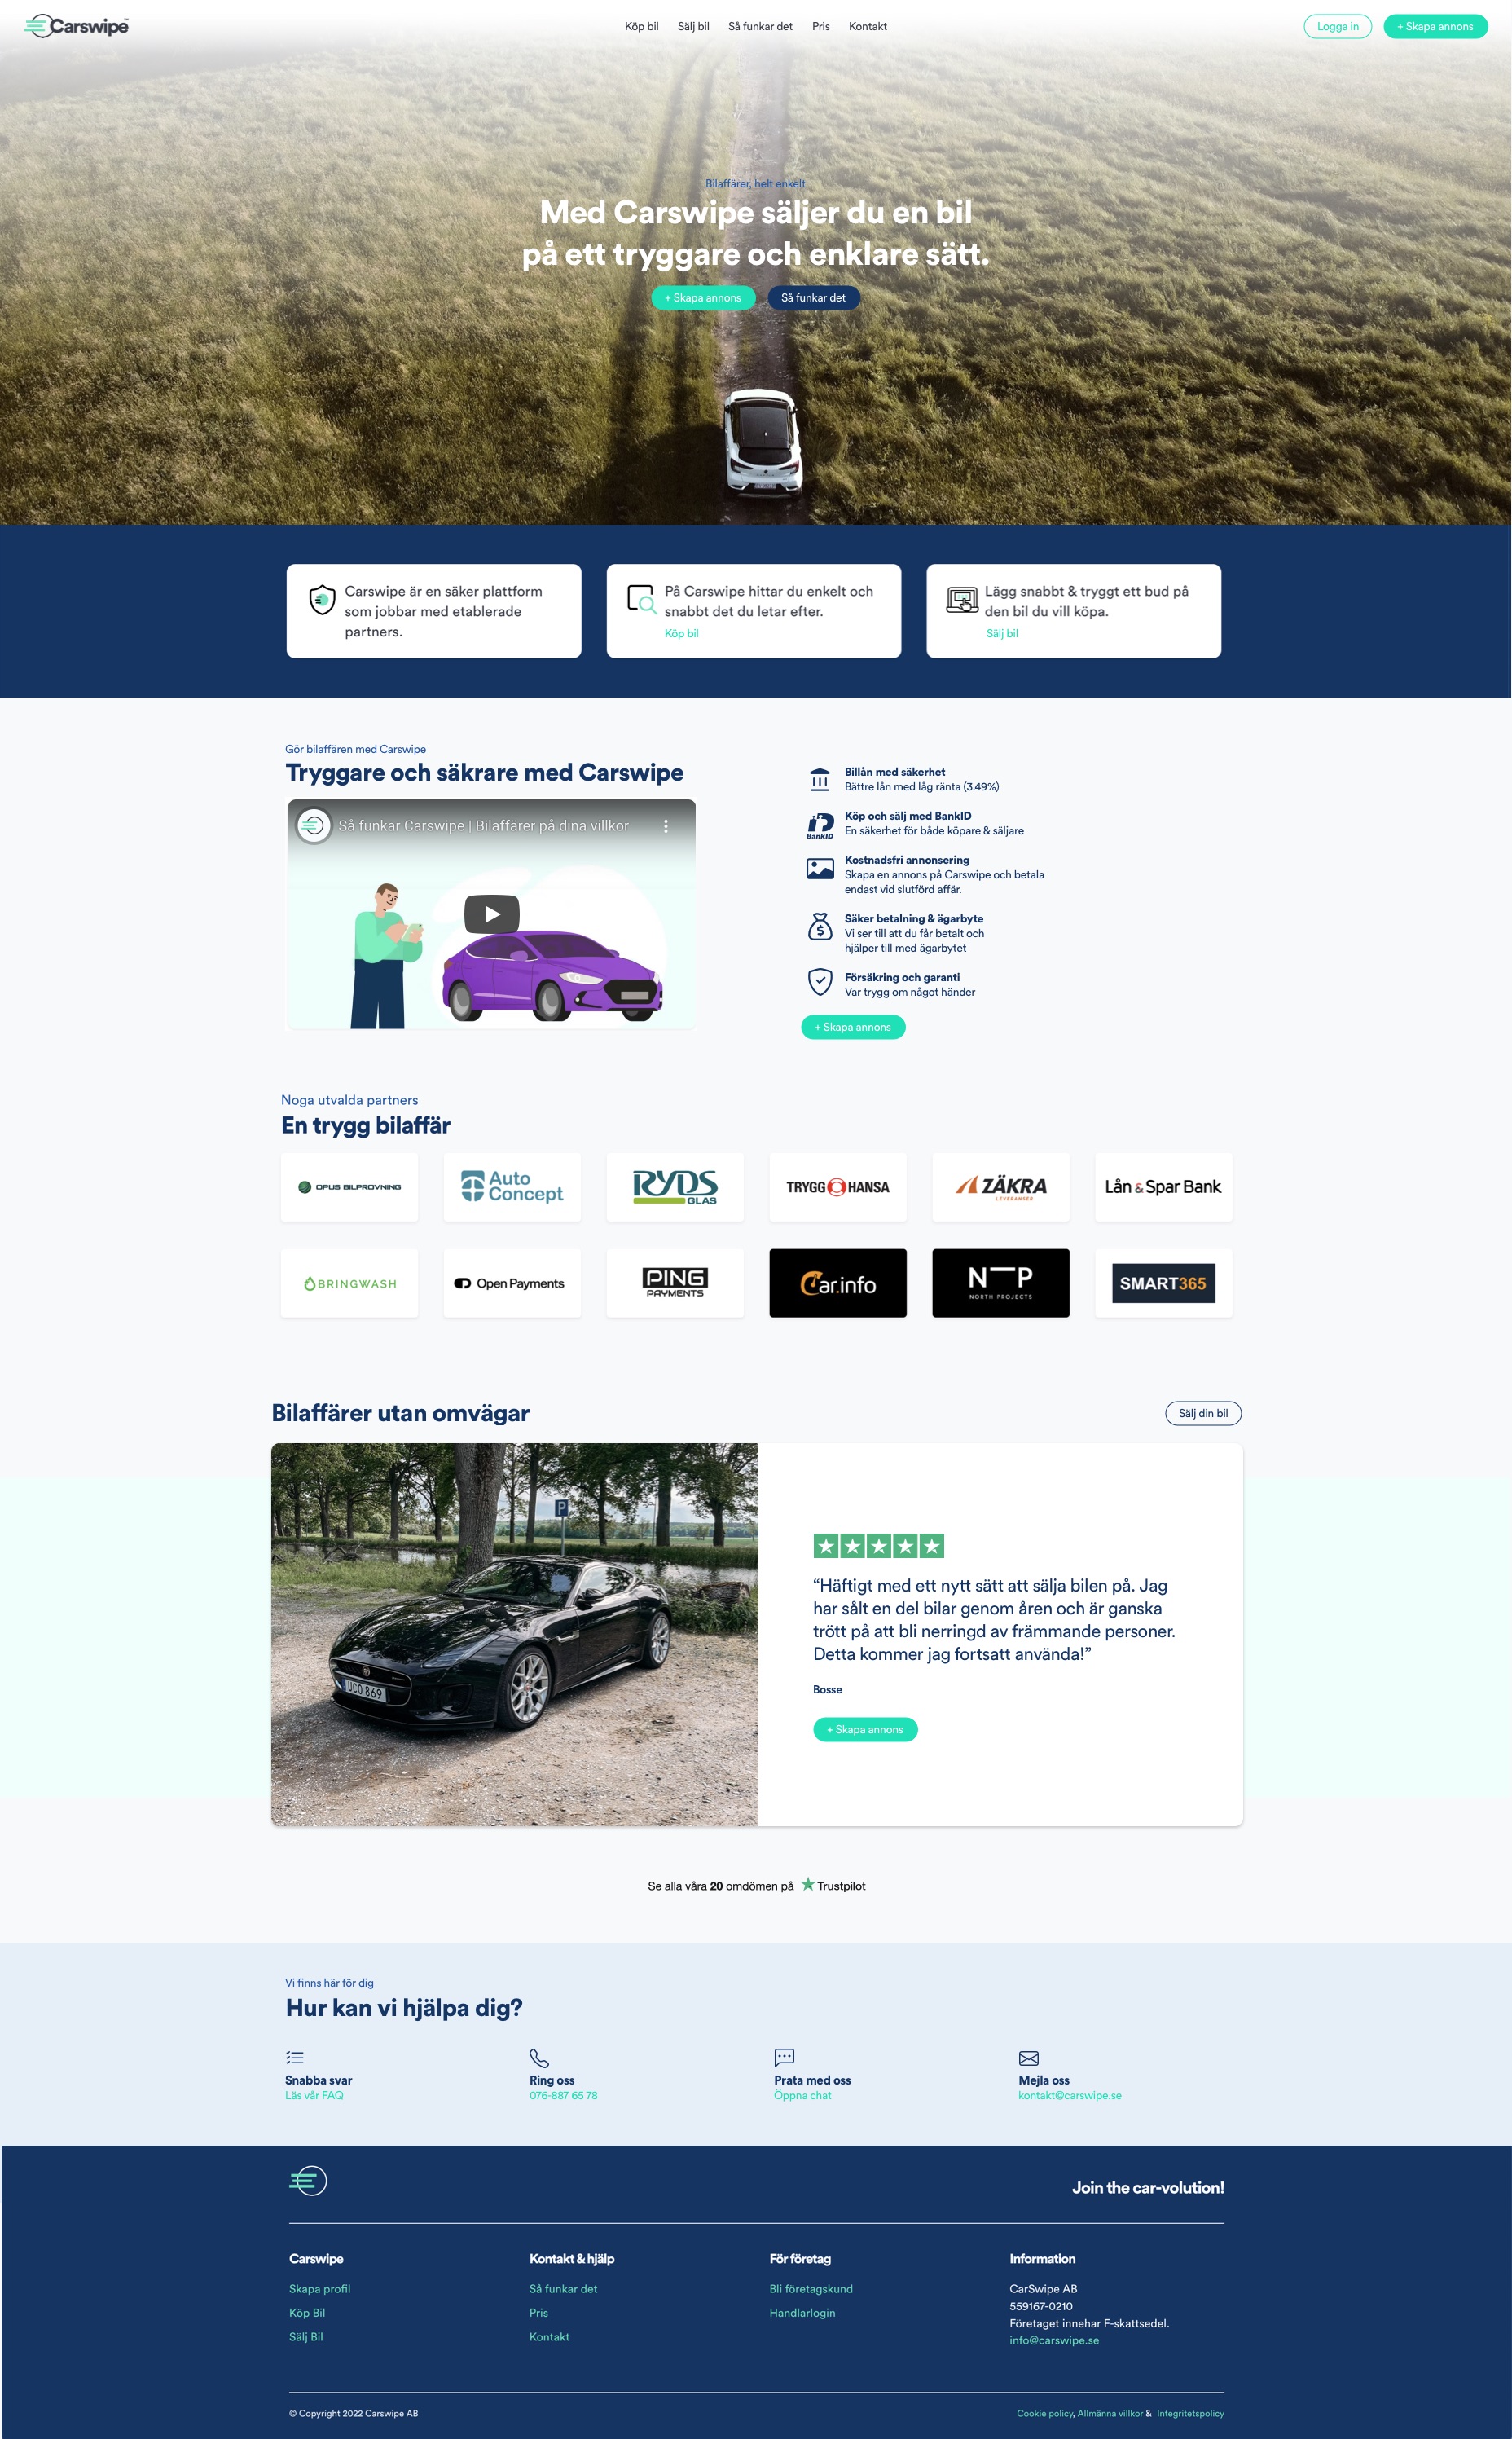 Carswipe™
Köp bil
Sälj bil
Så funkar det
Pris
Kontakt
Logga in
+ Skapa annons
Bilaffärer, helt enkelt
Med Carswipe säljer du en bil
på ett tryggare och enklare sätt.
+ Skapa annons
Så funkar det
Carswipe är en säker plattform
som jobbar med etablerade
partners.
På Carswipe hittar du enkelt och
snabbt det du letar efter.
Köp bil
Lägg snabbt & tryggt ett bud på
den bil du vill köpa.
Sälj bil
Gör bilaffären med Carswipe
Tryggare och säkrare med Carswipe
Så funkar Carswipe | Bilaffärer på dina villkor
Billån med säkerhet
Bättre lån med låg ränta (3.49%)
BankID
Köp och sälj med BankID
En säkerhet för både köpare & säljare
Kostnadsfri annonsering
Skapa en annons på Carswipe och betala
endast vid slutförd affär.
Säker betalning & ägarbyte
Vi ser till att du får betalt och
hjälper till med ägarbytet
Försäkring och garanti
Var trygg om något händer
+ Skapa annons
Noga utvalda partners
En trygg bilaffär
OPUS BILPROVNING
Auto
Concept
RYDS
GLAS
TRYGG HANSA
ZÄKRA
LEVERANSER
Lån & Spar Bank
BRINGWASH
Open Payments
PING
PAYMENTS
Car.info
N P
NORTH PROJECTS
SMART365
Bilaffärer utan omvägar
Sälj din bil
P
UCO 869
“Häftigt med ett nytt sätt att sälja bilen på. Jag
har sålt en del bilar genom åren och är ganska
trött på att bli nerringd av främmande personer.
Detta kommer jag fortsatt använda!”
Bosse
+ Skapa annons
Se alla våra 20 omdömen på Trustpilot
Vi finns här för dig
Hur kan vi hjälpa dig?
Snabba svar
Läs vår FAQ
Ring oss
076-887 65 78
Prata med oss
Öppna chat
Mejla oss
kontakt@carswipe.se
Join the car-volution!
Carswipe
Skapa profil
Köp Bil
Sälj Bil
Kontakt & hjälp
Så funkar det
Pris
Kontakt
För företag
Bli företagskund
Handlarlogin
Information
CarSwipe AB
559167-0210
Företaget innehar F-skattsedel.
info@carswipe.se
© Copyright 2022 Carswipe AB
Cookie policy, Allmänna villkor & Integritetspolicy